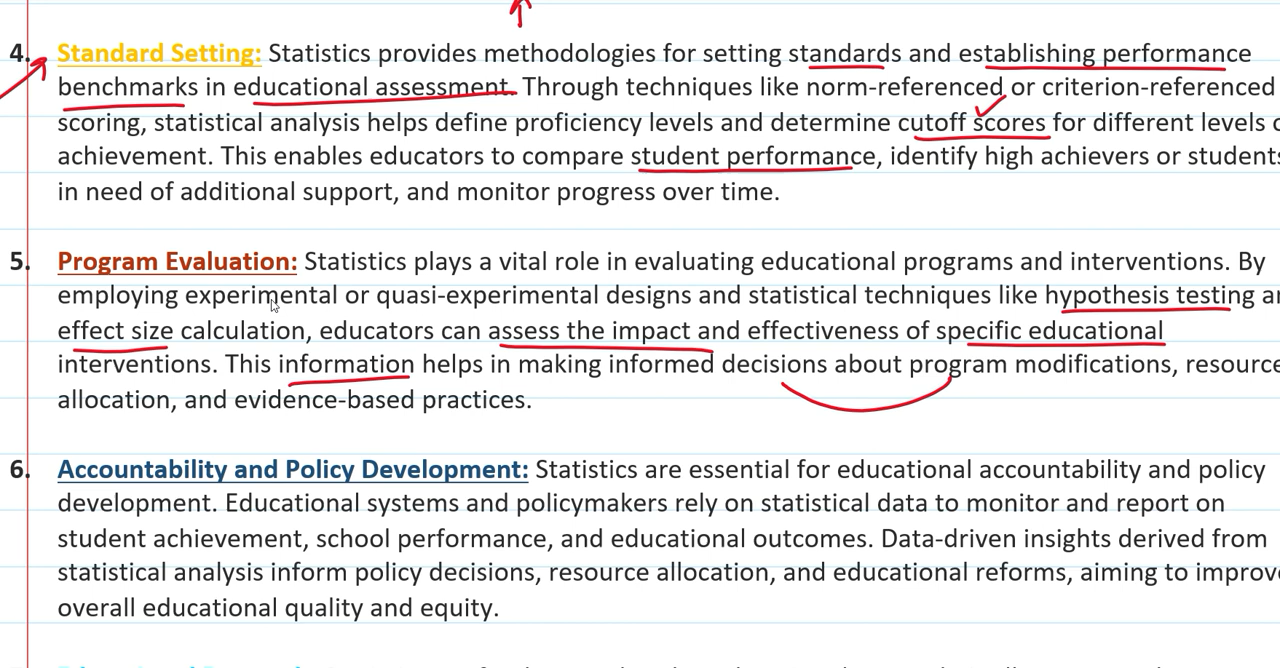 4. Standard Setting: Statistics provides methodologies for setting standards and establishing performance
benchmarks in educational assessment. Through techniques like norm-referenced or criterion-referenced
scoring, statistical analysis helps define proficiency levels and determine cutoff scores for different levels
achievement. This enables educators to compare student performance, identify high achievers or students
in need of additional support, and monitor progress over time.
5. Program Evaluation: Statistics plays a vital role in evaluating educational programs and interventions. By
employing experimental or quasi-experimental designs and statistical techniques like hypothesis testing
effect size calculation, educators can assess the impact and effectiveness of specific educational
interventions. This information helps in making informed decisions about program modifications, resource
allocation, and evidence-based practices.
6. Accountability and Policy Development: Statistics are essential for educational accountability and policy
development. Educational systems and policymakers rely on statistical data to monitor and report on
student achievement, school performance, and educational outcomes. Data-driven insights derived from
statistical analysis inform policy decisions, resource allocation, and educational reforms, aiming to improve
overall educational quality and equity.